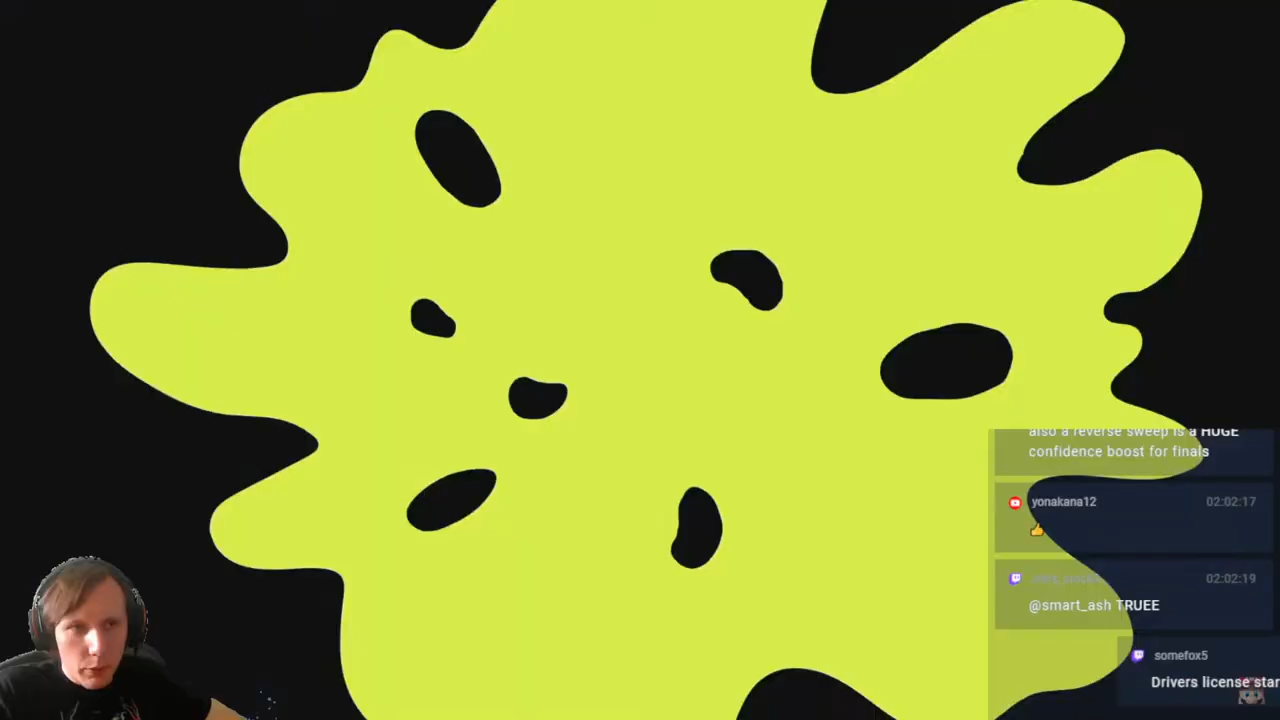 also a reverse sweep is a HUGE
confidence boost for finals
yonakana12
02:02:17
02:02:19
@smart_ash TRUEE
somefox5
Drivers license star